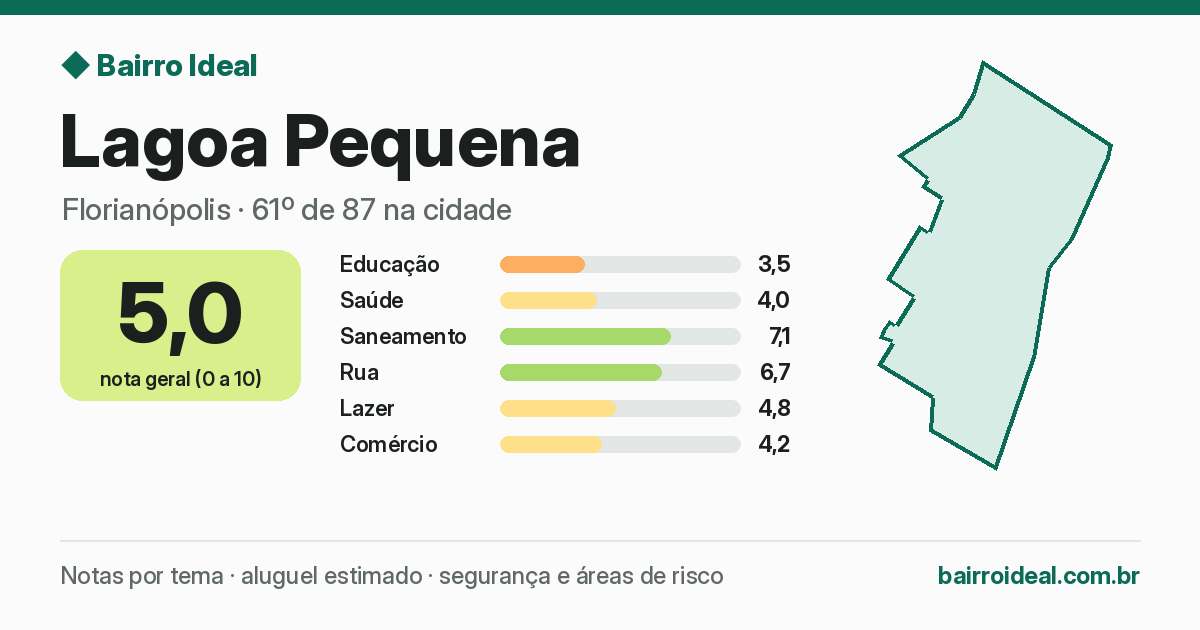 Bairro Ideal
Lagoa Pequena
Florianópolis · 61º de 87 na cidade
5,0
nota geral (0 a 10)
Educação 3,5
Saúde 4,0
Saneamento 7,1
Rua 6,7
Lazer 4,8
Comércio 4,2
Notas por tema · aluguel estimado · segurança e áreas de risco
bairroideal.com.br